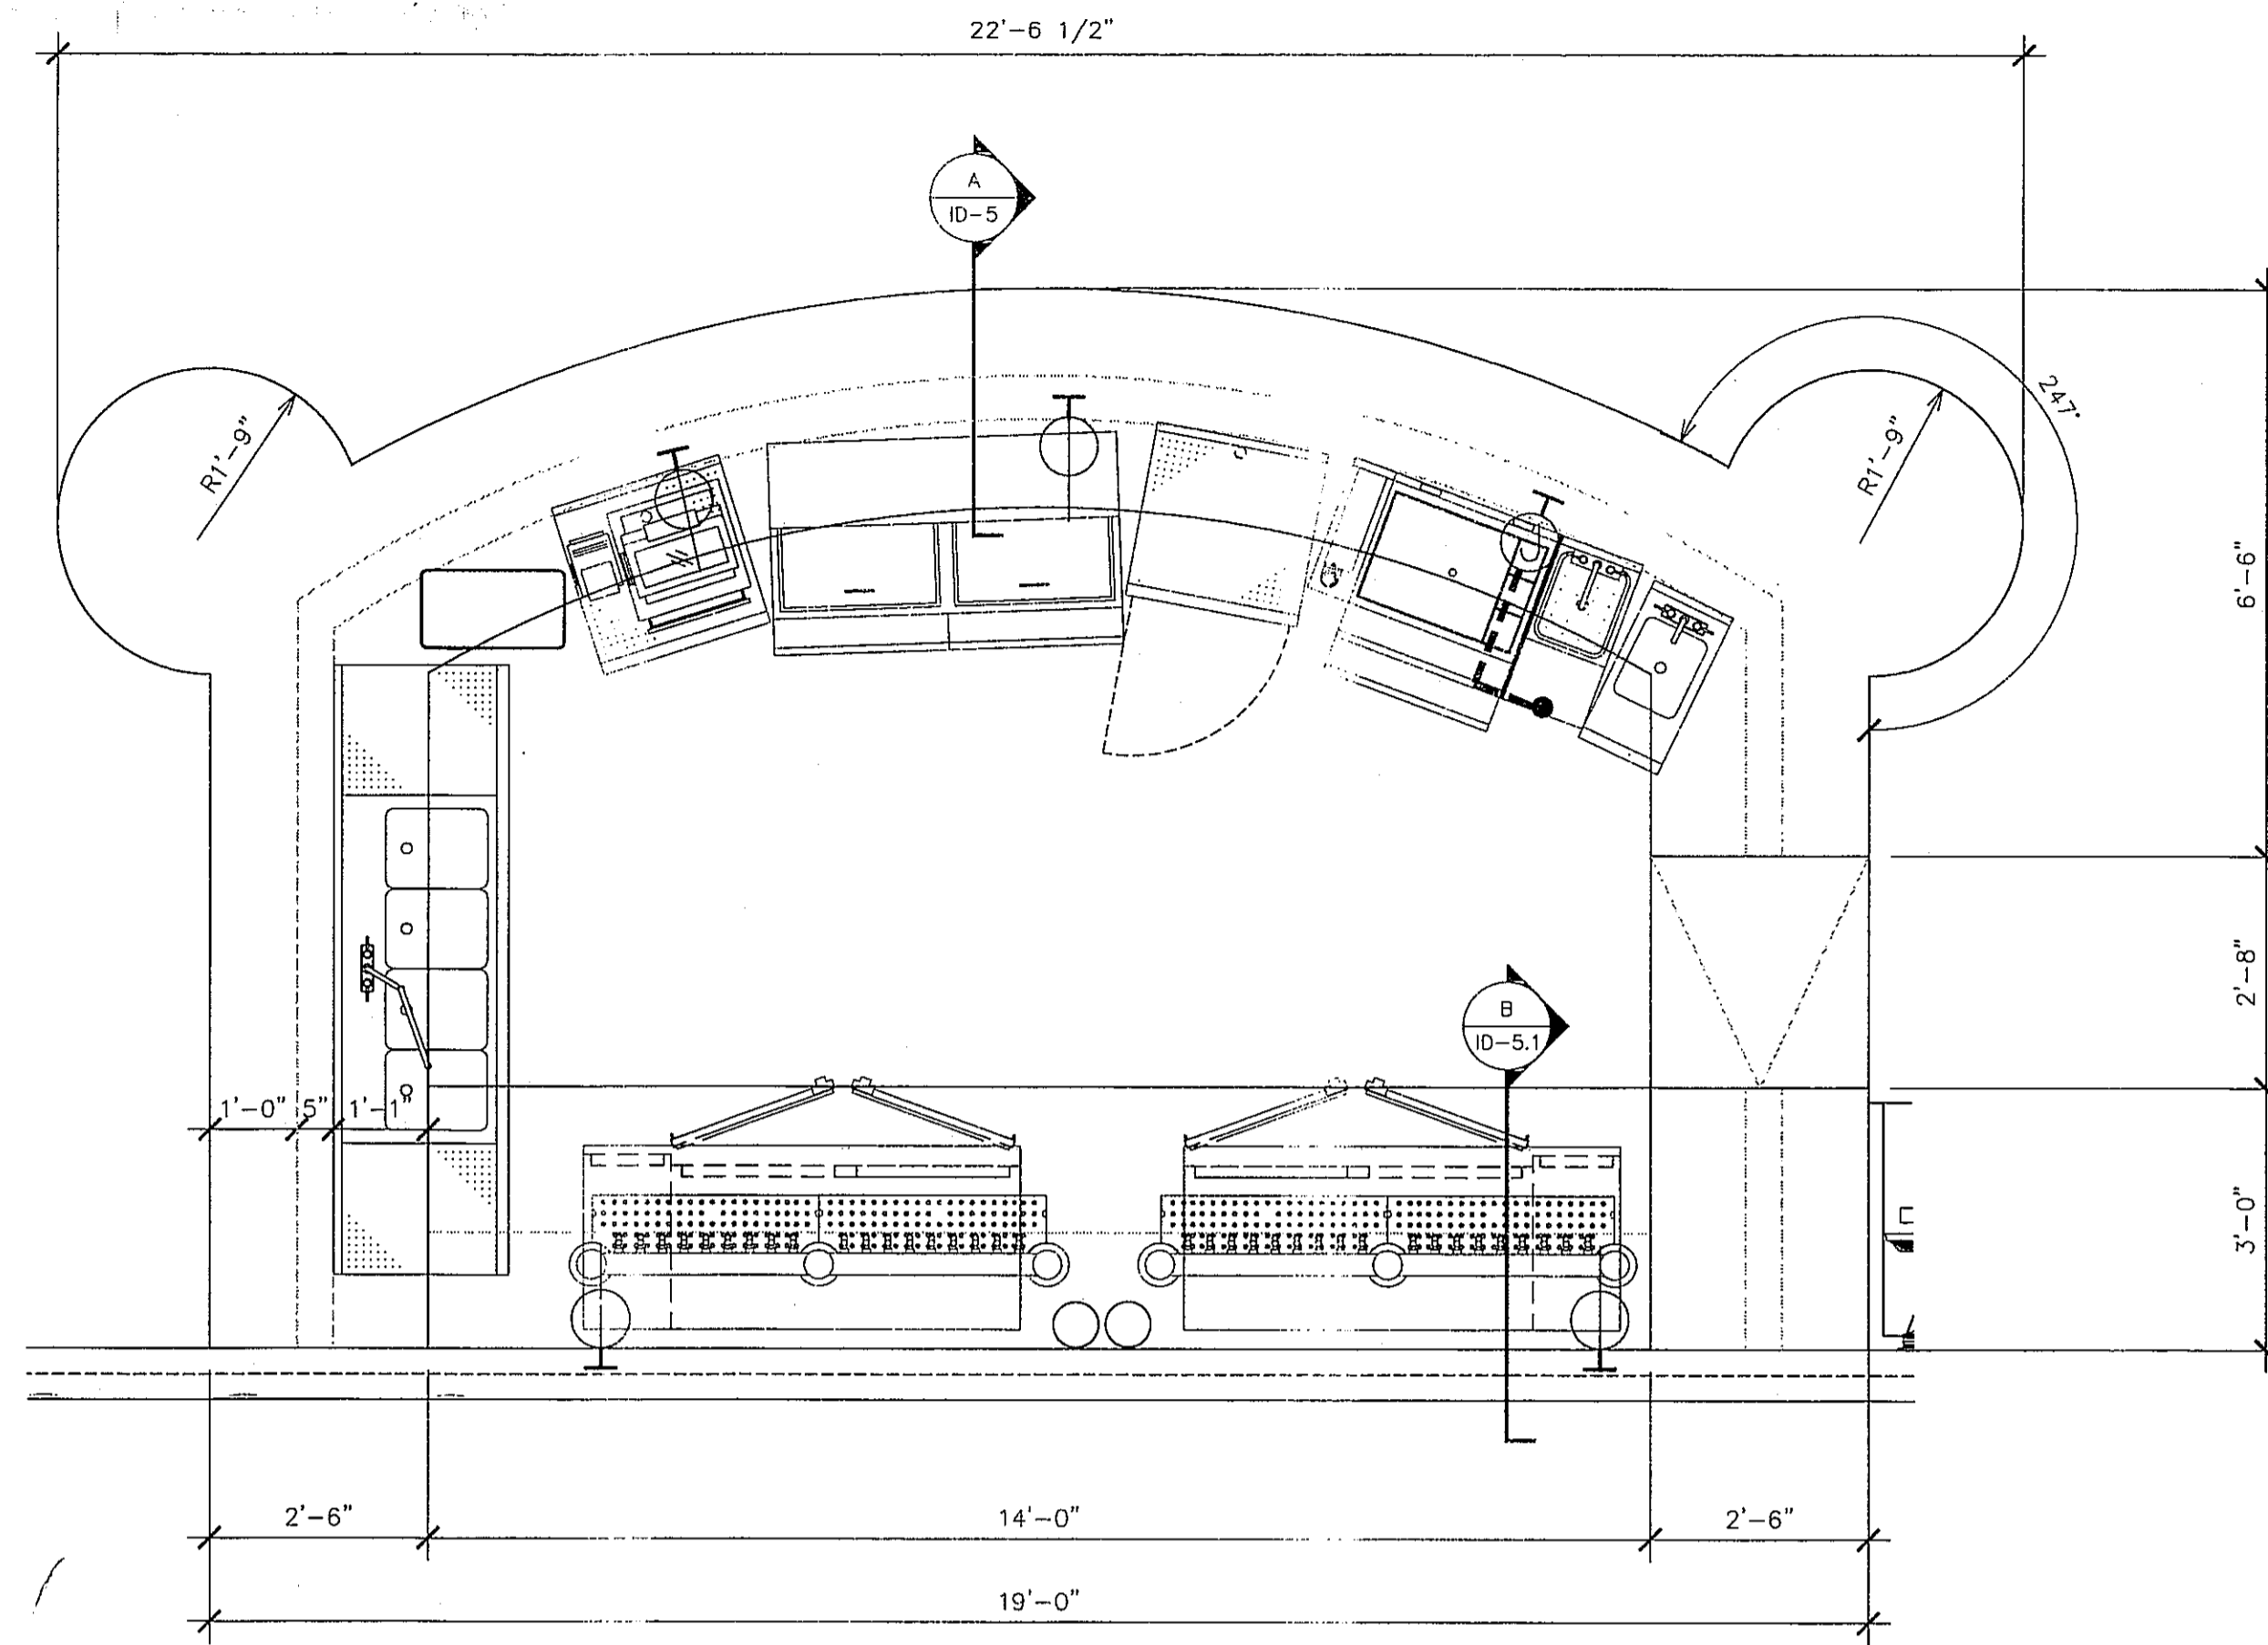 22'-6 1/2"
A
ID-5
R1'-9"
R1'-9"
247°
6'-6"
2'-8"
B
ID-5.1
1'-0" 5" 1'-1"
3'-0"
2'-6" 14'-0" 2'-6"
19'-0"